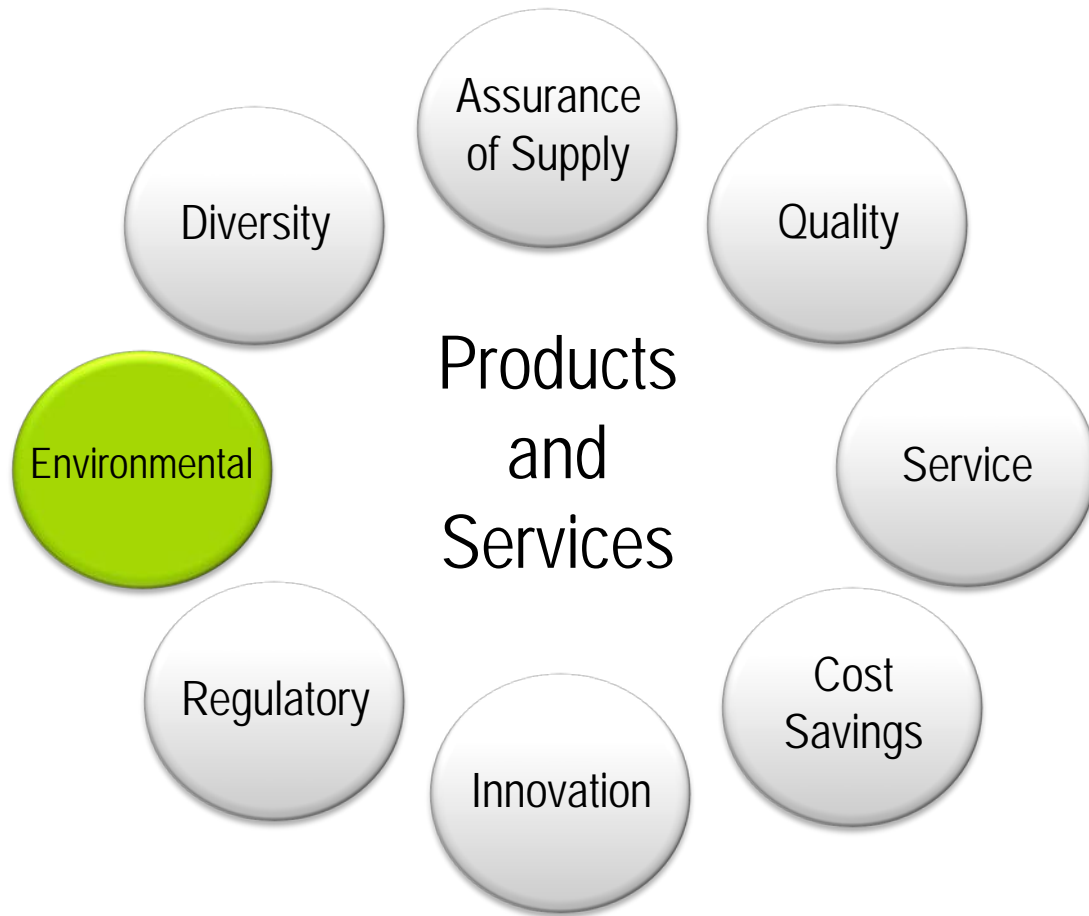 Assurance
of Supply
Quality
Service
Cost
Savings
Innovation
Regulatory
Environmental
Diversity
Products
and
Services